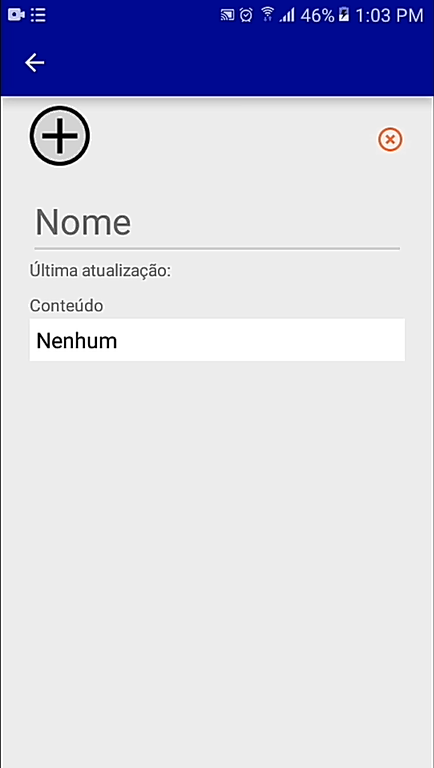 46% 1:03 PM
Nome
Última atualização:
Conteúdo
Nenhum